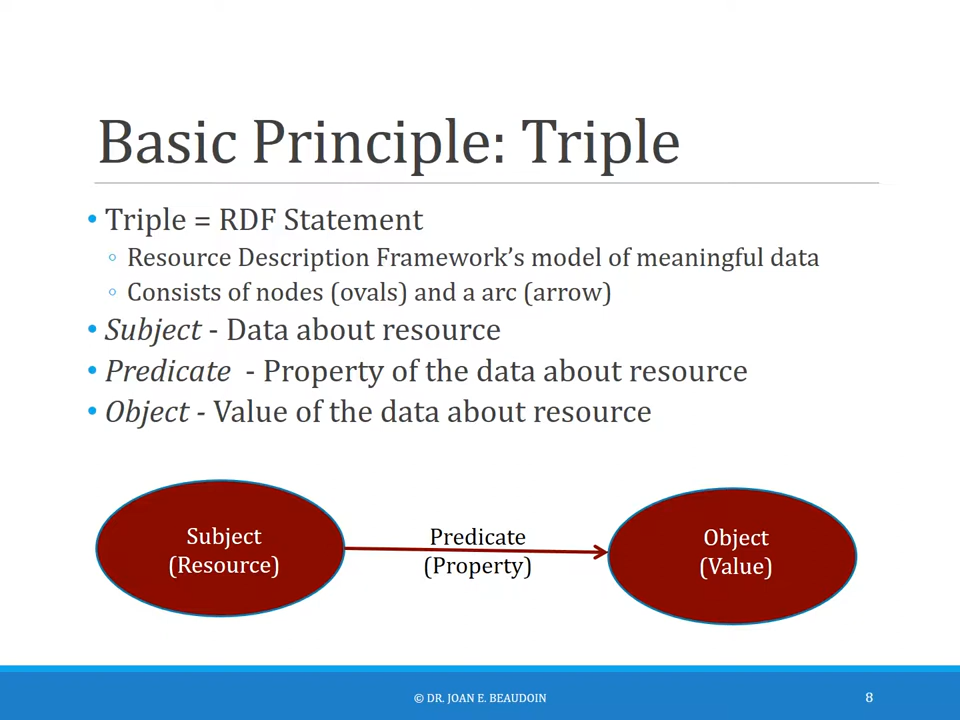 Basic Principle: Triple
• Triple = RDF Statement
◦ Resource Description Framework’s model of meaningful data
◦ Consists of nodes (ovals) and a arc (arrow)
• Subject - Data about resource
• Predicate - Property of the data about resource
• Object - Value of the data about resource
Subject
(Resource)
Predicate
(Property)
Object
(Value)
© DR. JOAN E. BEAUDOIN
8